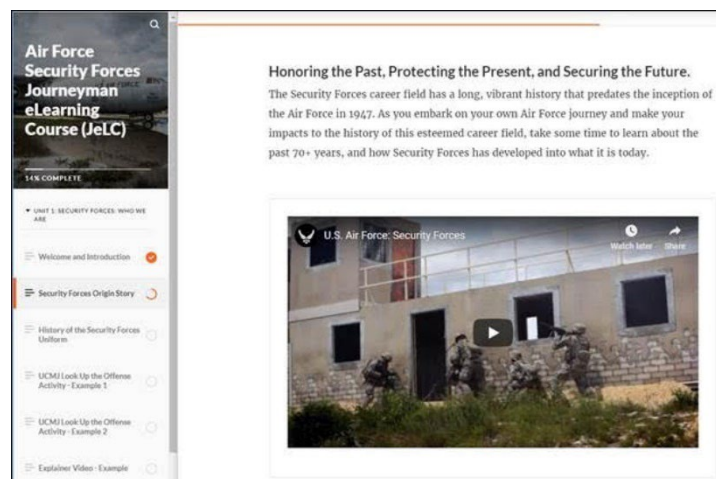 Air Force
Security Forces
Journeyman
eLearning
Course (JeLC)
14% COMPLETE
UNIT 1: SECURITY FORCES: WHO WE
ARE
Welcome and Introduction
Security Forces Origin Story
History of the Security Forces
Uniform
UCMJ Look Up the Offense
Activity - Example 1
UCMJ Look Up the Offense
Activity - Example 2
Explainer Video - Example
Honoring the Past, Protecting the Present, and Securing the Future.
The Security Forces career field has a long, vibrant history that predates the inception of
the Air Force in 1947. As you embark on your own Air Force journey and make your
impacts to the history of this esteemed career field, take some time to learn about the
past 70+ years, and how Security Forces has developed into what it is today.
U.S. Air Force: Security Forces
Watch later
Share